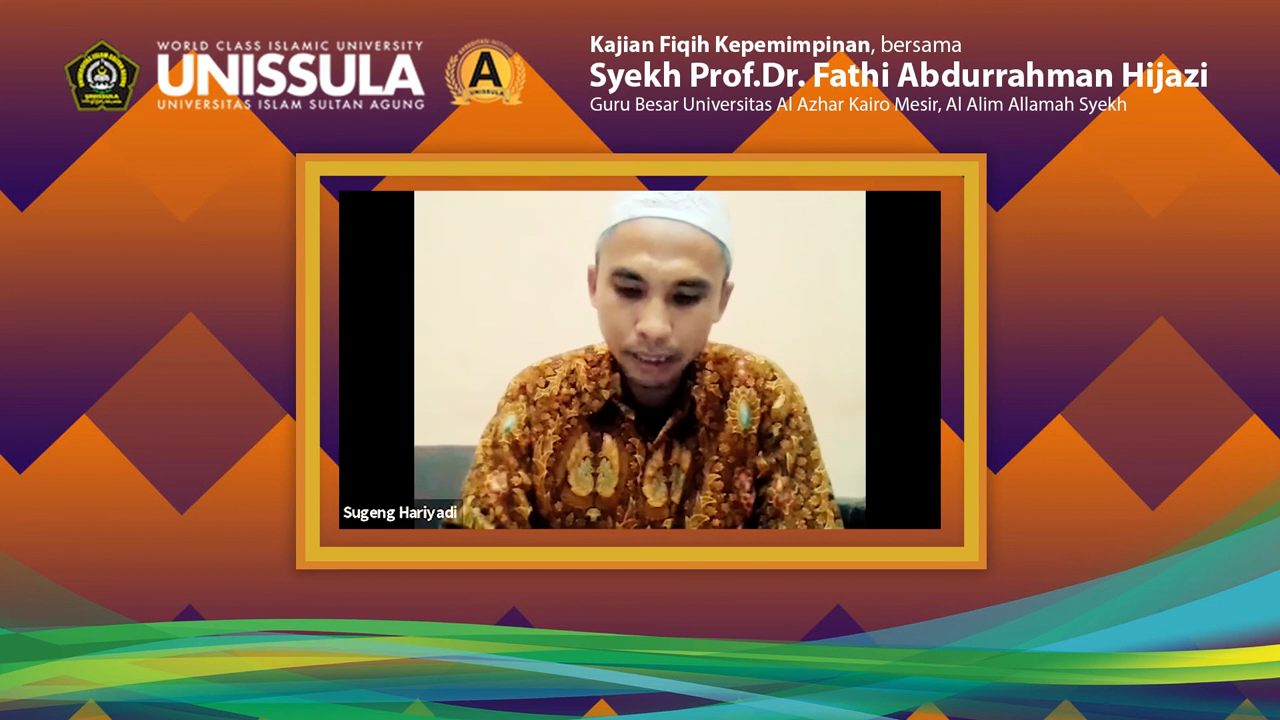 WORLD CLASS ISLAMIC UNIVERSITY
UNISSULA
UNIVERSITAS ISLAM SULTAN AGUNG
A
UNISSULA
Kajian Fiqih Kepemimpinan, bersama
Syekh Prof.Dr. Fathi Abdurrahman Hijazi
Guru Besar Universitas Al Azhar Kairo Mesir, Al Alim Allamah Syekh
Sugeng Hariyadi